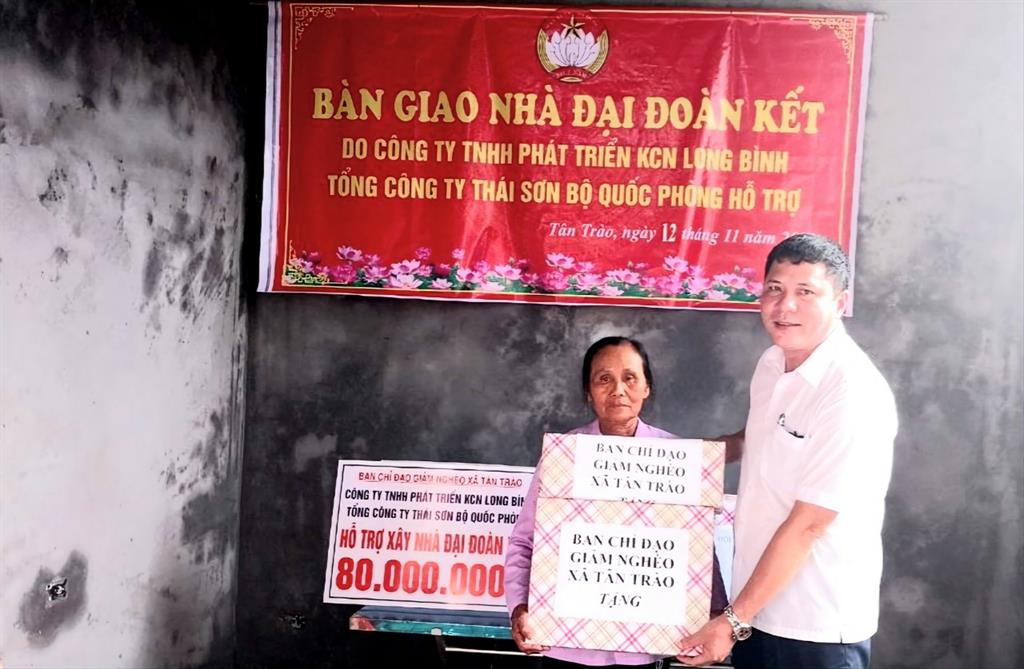 BÀN GIAO NHÀ ĐẠI ĐOÀN KẾT
DO CÔNG TY TNHH PHÁT TRIỂN KCN LONG BÌNH
TỔNG CÔNG TY THÁI SƠN BỘ QUỐC PHÒNG HỖ TRỢ
Tân Trào, ngày 12 tháng 11 năm
BAN CHỈ ĐẠO GIẢM NGHÈO XÃ TÂN TRÀO
CÔNG TY TNHH PHÁT TRIỂN KCN LONG BÌN
TỔNG CÔNG TY THÁI SƠN BỘ QUỐC PHÒN
HỖ TRỢ XÂY NHÀ ĐẠI ĐOÀN
80.000.000
BAN CHỈ ĐẠO
GIẢM NGHÈO
XÃ TÂN TRÀO
TẶNG
BAN CHỈ ĐẠO
GIẢM NGHÈO
XÃ TÂN TRÀO
TẶNG